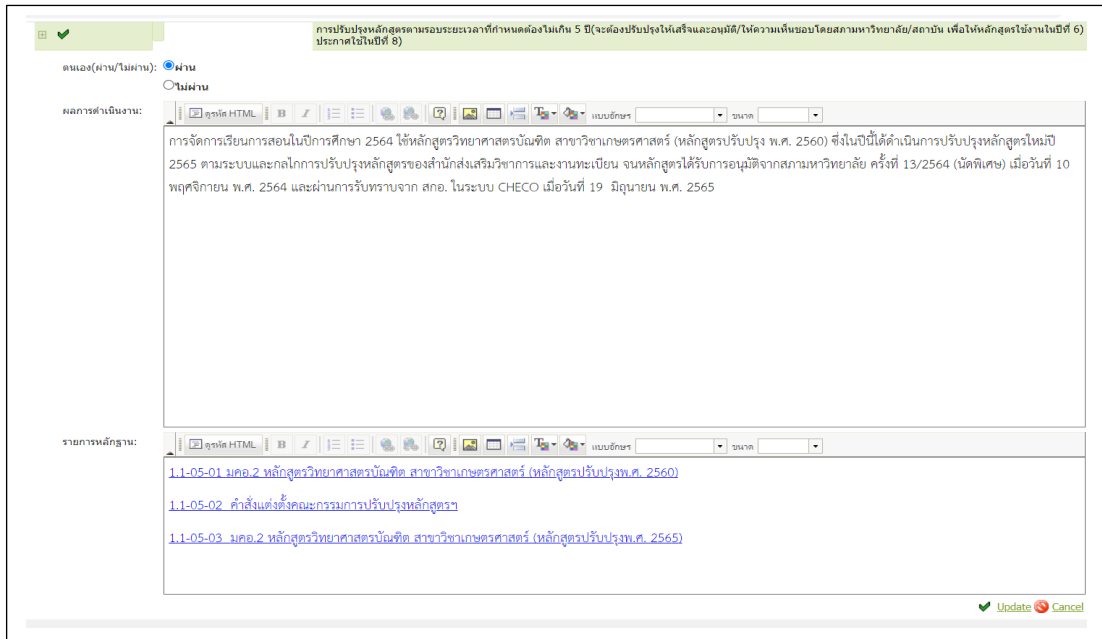 การปรับปรุงหลักสูตรตามรอบระยะเวลาที่กำหนดต้องไม่เกิน 5 ปี(จะต้องปรับปรุงให้เสร็จและอนุมัติ/ให้ความเห็นชอบโดยสภามหาวิทยาลัย/สถาบัน เพื่อให้หลักสูตรใช้งานในปีที่ 6)
ประกาศใช้ในปีที่ 8)
ตนเอง(ผ่าน/ไม่ผ่าน): ผ่าน
ไม่ผ่าน
ผลการดำเนินงาน: ดูรหัส HTML B I แบบอักษร ขนาด
การจัดการเรียนการสอนในปีการศึกษา 2564 ใช้หลักสูตรวิทยาศาสตรบัณฑิต สาขาวิชาเกษตรศาสตร์ (หลักสูตรปรับปรุง พ.ศ. 2560) ซึ่งในปีนี้ได้ดำเนินการปรับปรุงหลักสูตรใหม่ปี
2565 ตามระบบและกลไกการปรับปรุงหลักสูตรของสำนักส่งเสริมวิชาการและงานทะเบียน จนหลักสูตรได้รับการอนุมัติจากสภามหาวิทยาลัย ครั้งที่ 13/2564 (นัดพิเศษ) เมื่อวันที่ 10
พฤศจิกายน พ.ศ. 2564 และผ่านการรับทราบจาก สกอ. ในระบบ CHECO เมื่อวันที่ 19 มิถุนายน พ.ศ. 2565
รายการหลักฐาน: ดูรหัส HTML B I แบบอักษร ขนาด
1.1-05-01 มคอ.2 หลักสูตรวิทยาศาสตรบัณฑิต สาขาวิชาเกษตรศาสตร์ (หลักสูตรปรับปรุงพ.ศ. 2560)
1.1-05-02 คำสั่งแต่งตั้งคณะกรรมการปรับปรุงหลักสูตรฯ
1.1-05-03 มคอ.2 หลักสูตรวิทยาศาสตรบัณฑิต สาขาวิชาเกษตรศาสตร์ (หลักสูตรปรับปรุงพ.ศ. 2565)
Update Cancel